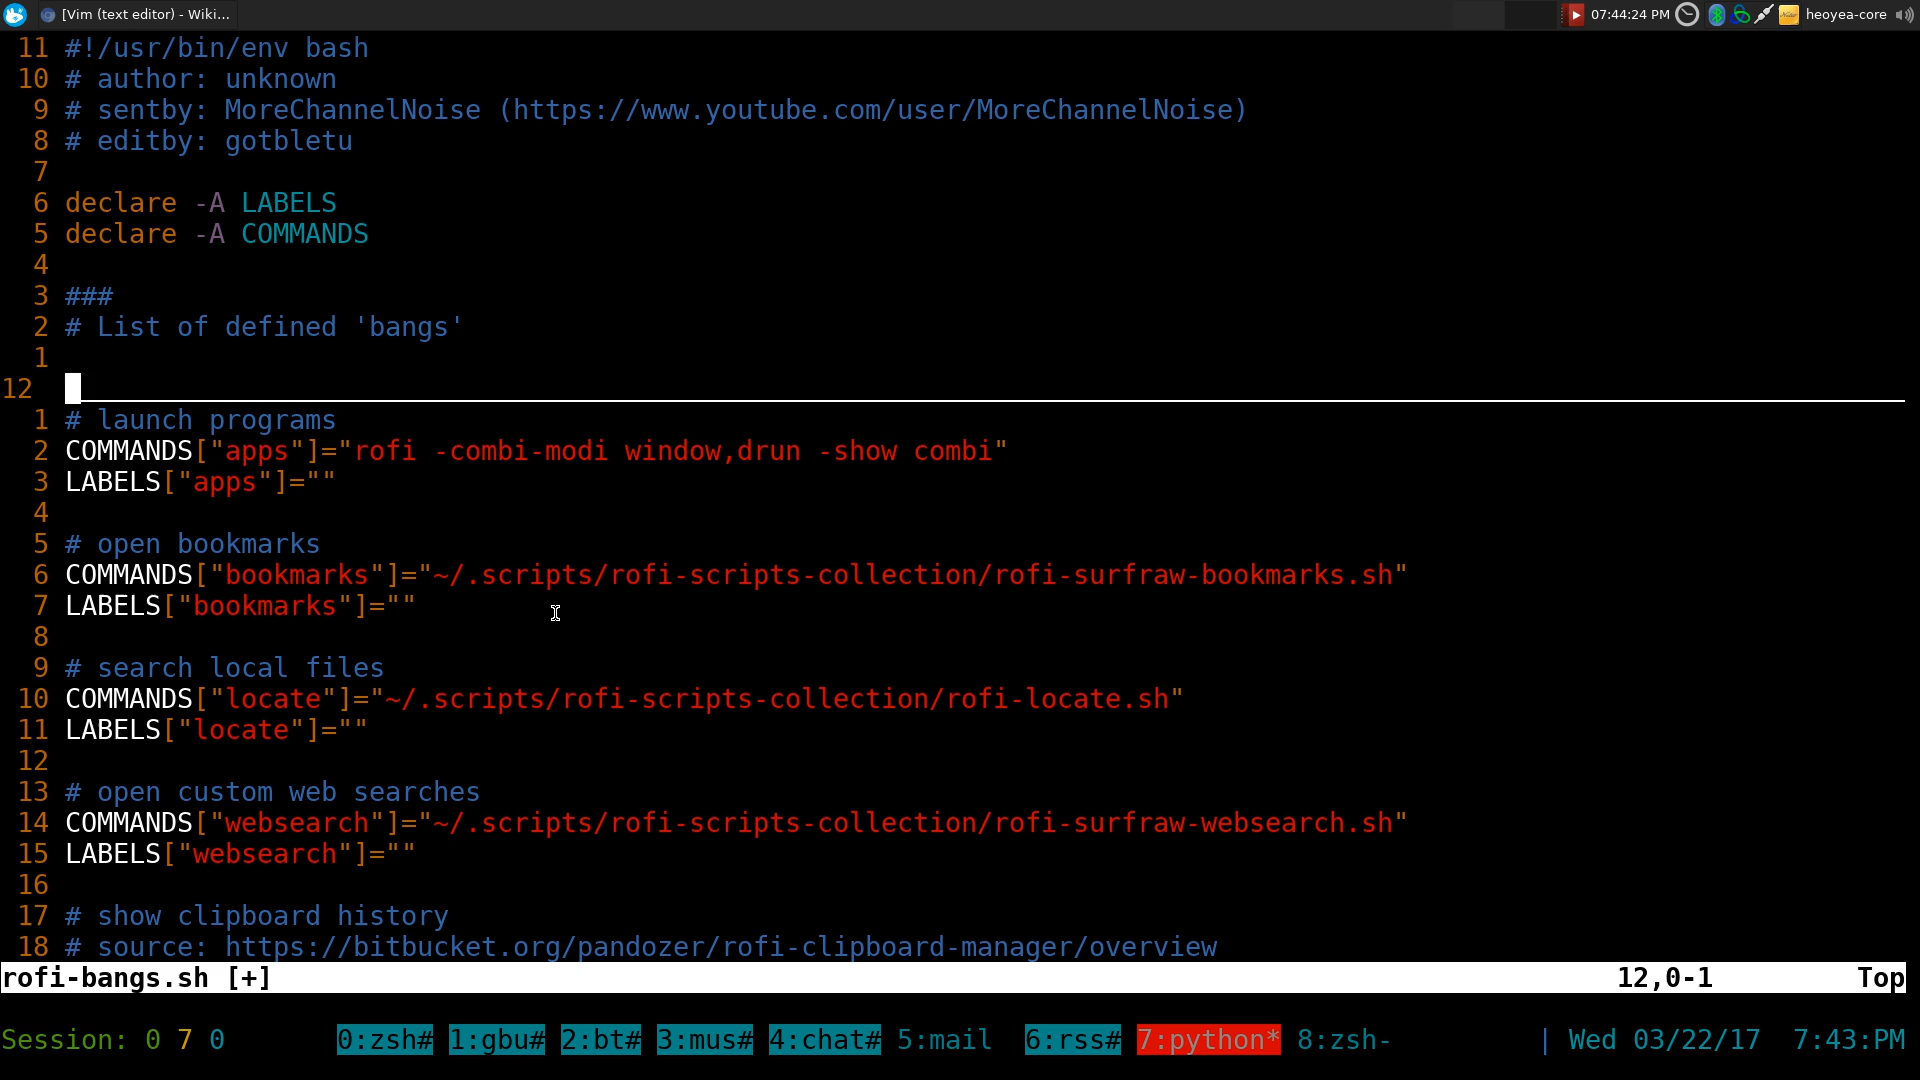 [Vim (text editor) - Wiki... 07:44:24 PM heoyea-core
11 #!/usr/bin/env bash
10 # author: unknown
9 # sentby: MoreChannelNoise (https://www.youtube.com/user/MoreChannelNoise)
8 # editby: gotbletu
7
6 declare -A LABELS
5 declare -A COMMANDS
4
3 ###
2 # List of defined 'bangs'
1
12
1 # launch programs
2 COMMANDS["apps"]="rofi -combi-modi window,drun -show combi"
3 LABELS["apps"]=""
4
5 # open bookmarks
6 COMMANDS["bookmarks"]="~/.scripts/rofi-scripts-collection/rofi-surfraw-bookmarks.sh"
7 LABELS["bookmarks"]=""
8
9 # search local files
10 COMMANDS["locate"]="~/.scripts/rofi-scripts-collection/rofi-locate.sh"
11 LABELS["locate"]=""
12
13 # open custom web searches
14 COMMANDS["websearch"]="~/.scripts/rofi-scripts-collection/rofi-surfraw-websearch.sh"
15 LABELS["websearch"]=""
16
17 # show clipboard history
18 # source: https://bitbucket.org/pandozer/rofi-clipboard-manager/overview
rofi-bangs.sh [+] 12,0-1 Top
Session: 0 7 0 0:zsh# 1:gbu# 2:bt# 3:mus# 4:chat# 5:mail 6:rss# 7:python* 8:zsh- | Wed 03/22/17 7:43:PM